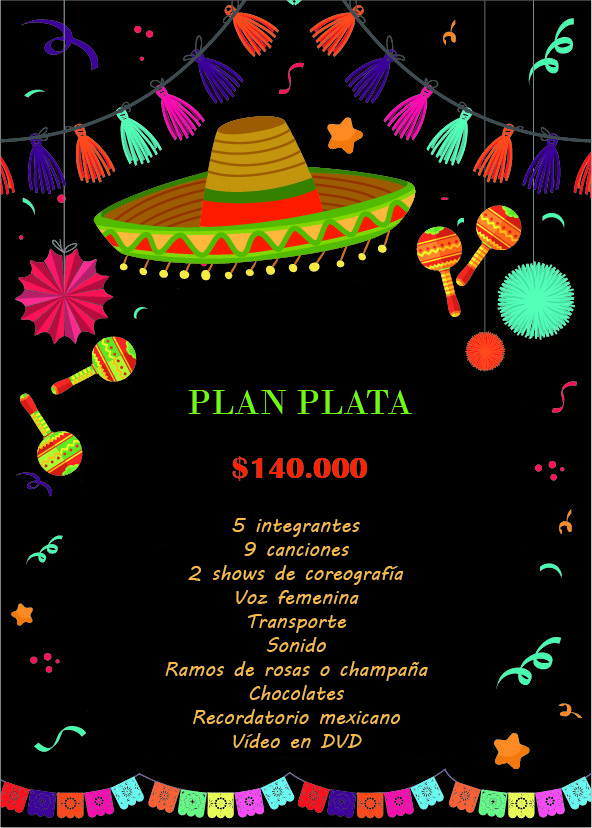 PLAN PLATA
$140.000
5 integrantes
9 canciones
2 shows de coreografía
Voz femenina
Transporte
Sonido
Ramos de rosas o champaña
Chocolates
Recordatorio mexicano
Vídeo en DVD